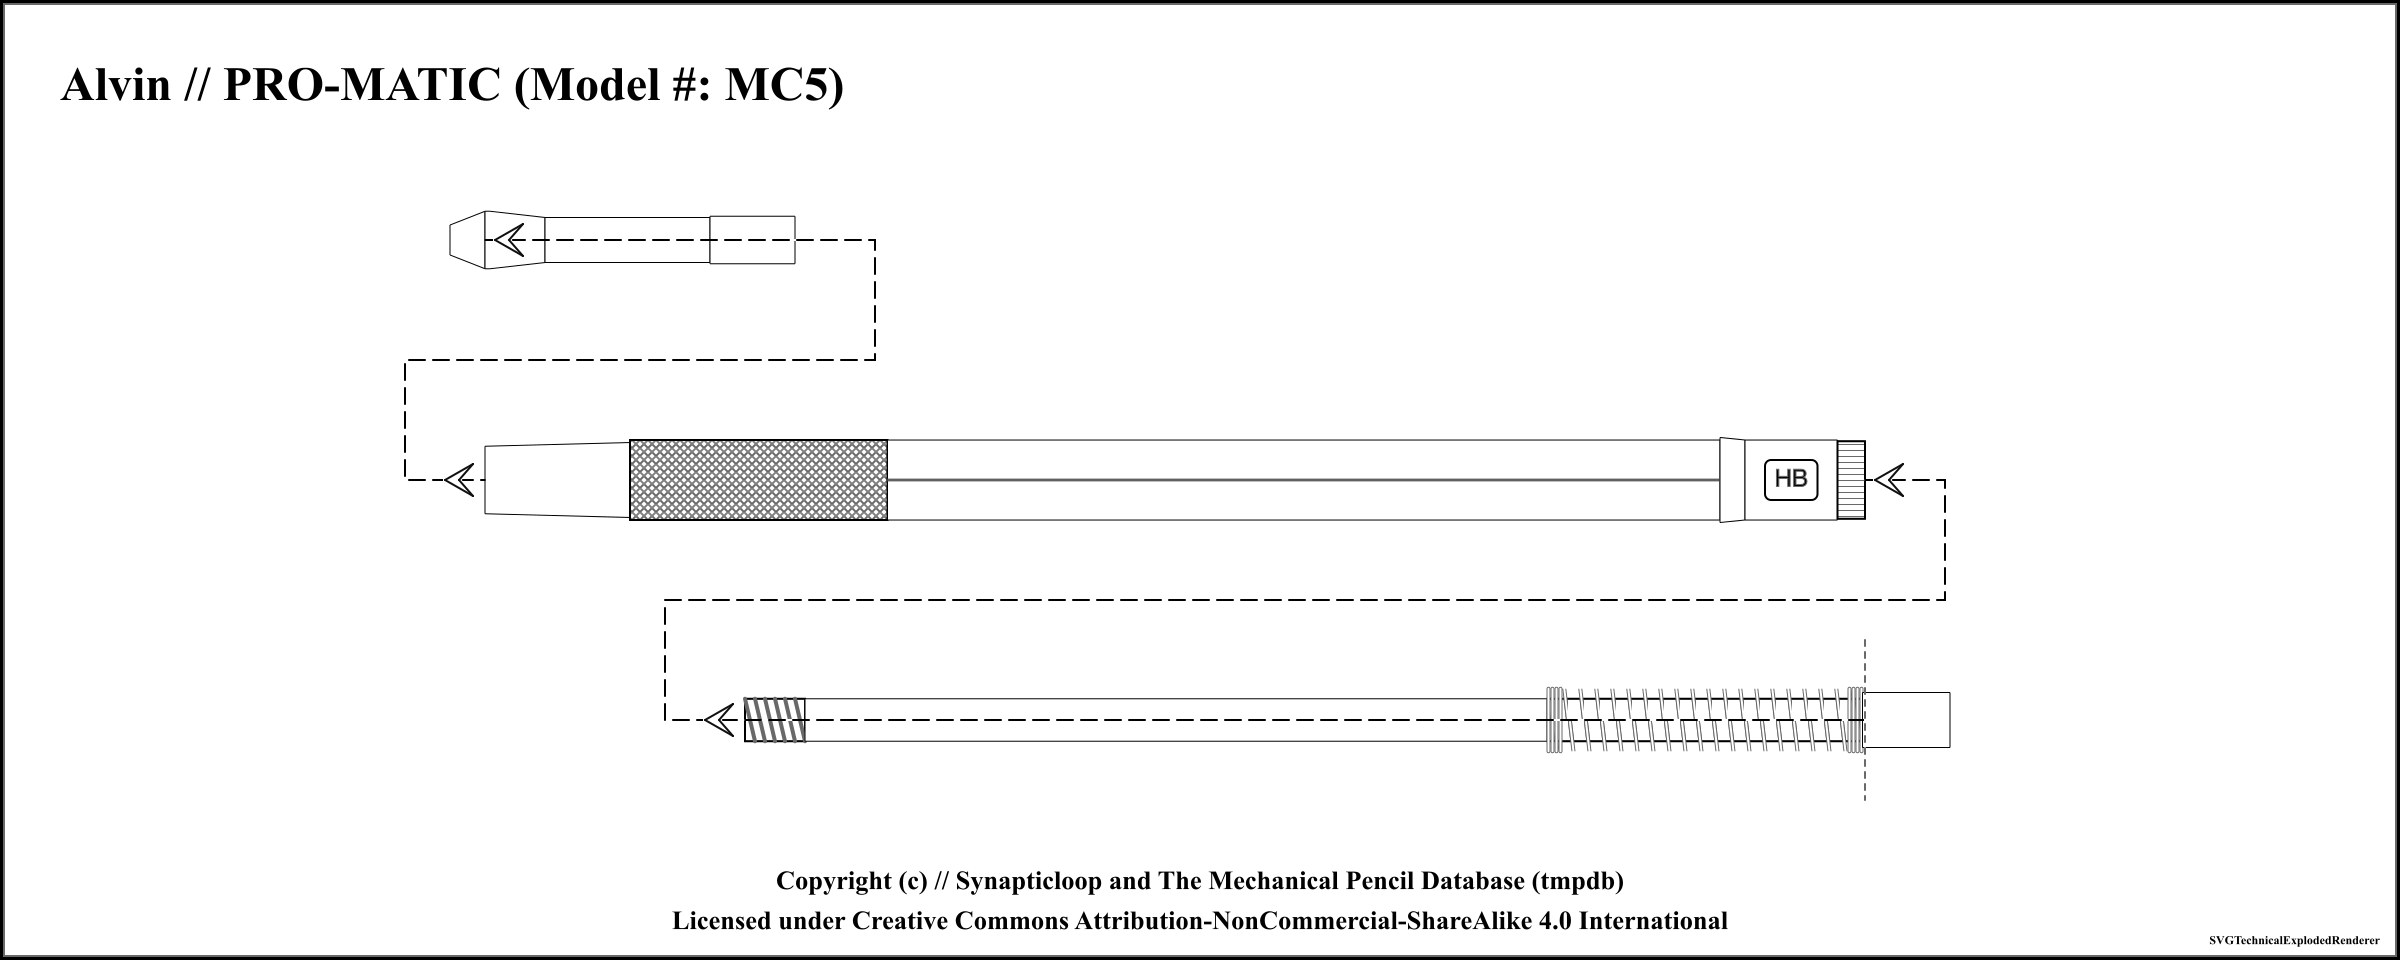 Alvin // PRO-MATIC (Model #: MC5)
HB
Copyright (c) // Synapticloop and The Mechanical Pencil Database (tmpdb)
Licensed under Creative Commons Attribution-NonCommercial-ShareAlike 4.0 International
SVGTechnicalExplodedRenderer